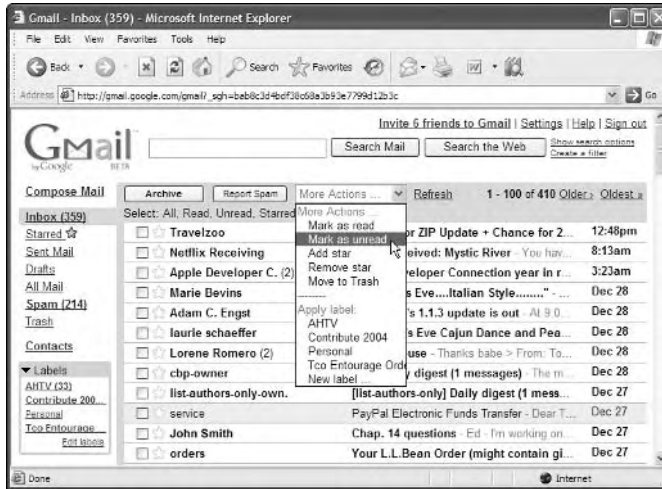 Gmail - Inbox (359) - Microsoft Internet Explorer
File Edit View Favorites Tools Help
Back Search Favorites
Address http://gmail.google.com/gmail?_sgh=bab8c3d4bdf38c68a3b93e7799d12b3c Go
Invite 6 friends to Gmail | Settings | Help | Sign out
Gmail by Google BETA
Search Mail Search the Web Show search options
Create a filter
Compose Mail Archive Report Spam More Actions ... Refresh 1 - 100 of 410 Older › Oldest »
Inbox (359) Select: All, Read, Unread, Starred More Actions ...
Mark as read
Starred Travelzoo or ZIP Update + Chance for 2... 12:48pm
Mark as unread
Sent Mail Netflix Receiving eived: Mystic River - You hav... 8:13am
Add star
Drafts Apple Developer C. (2) veloper Connection year in r... 3:23am
Remove star
All Mail Move to Trash
Spam (214) Marie Bevins s Eve....Italian Style........" - ... Dec 28
--------
Trash Adam C. Engst 's 1.1.3 update is out - At 9:0... Dec 28
Apply label:
AHTV
Contacts laurie schaeffer s Eve Cajun Dance and Pea... Dec 28
Contribute 2004
Lorene Romero (2) use - Thanks babe > From: To... Dec 28
Personal
Labels cbp-owner y digest (1 messages) - The m... Dec 28
Tco Entourage Orde
New label ...
AHTV (33) list-authors-only-own. [list-authors-only] Daily digest (1 mess... Dec 27
Contribute 200...
Personal service PayPal Electronic Funds Transfer - Dear T... Dec 27
Tco Entourage ... John Smith Chap. 14 questions - Ed - I'm working on... Dec 27
Edit labels
orders Your L.L.Bean Order (might contain gi... Dec 27
Done Internet